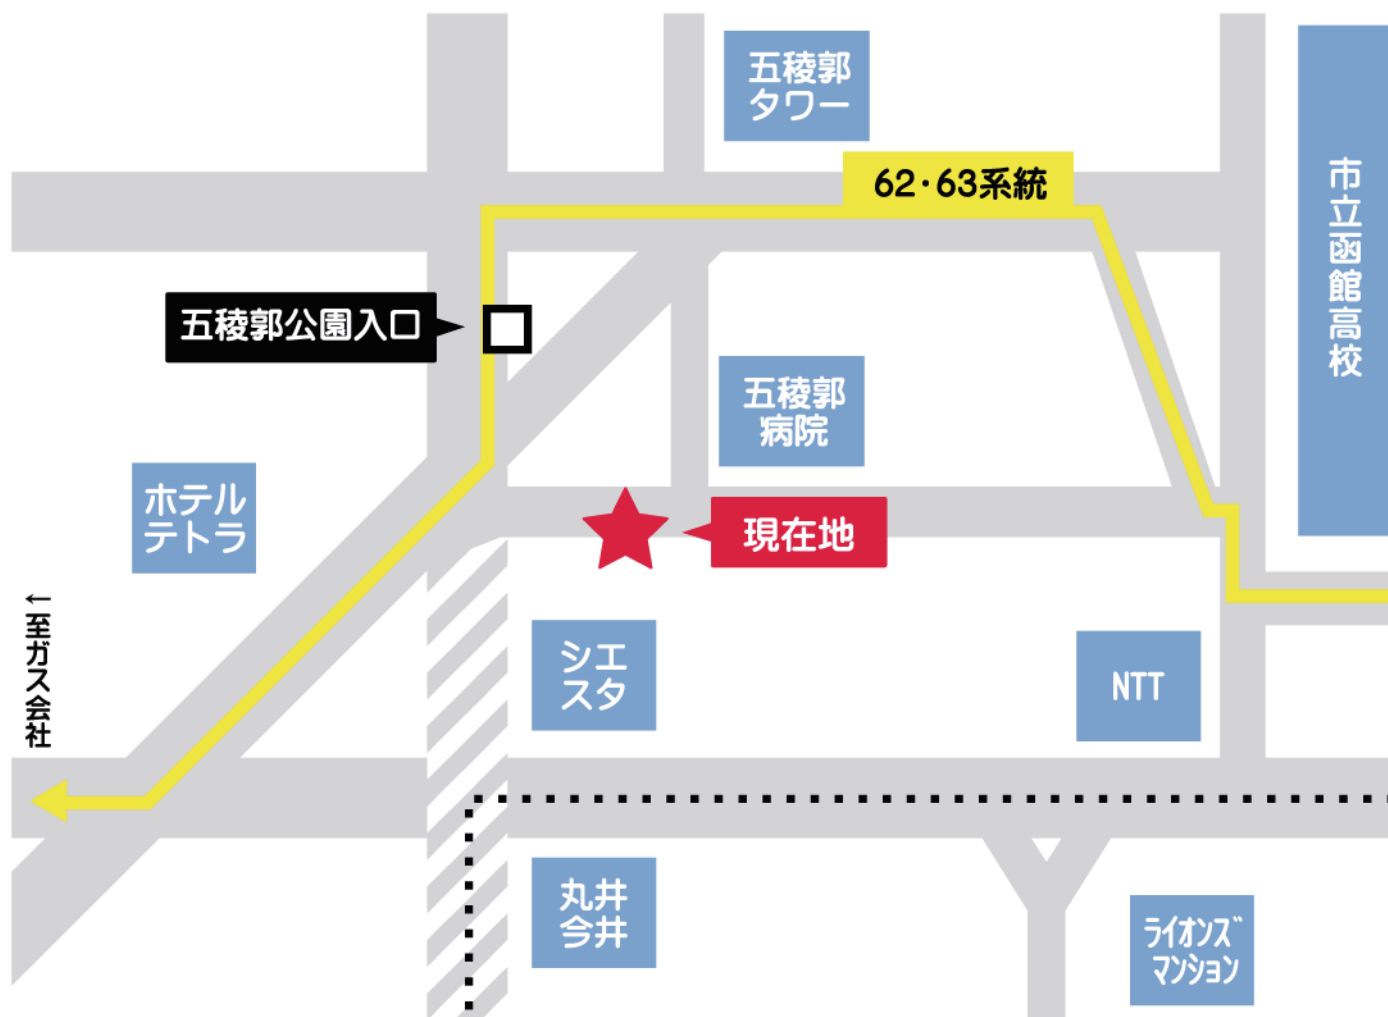 五稜郭
タワー
62·63系統
市立函館高校
五稜郭公園入口
五稜郭
病院
ホテル
テトラ
現在地
←至ガス会社
シエ
スタ
NTT
丸井
今井
ライオンズ
マンション